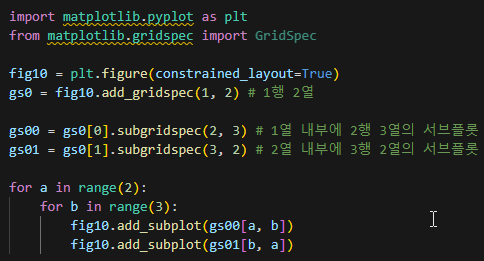 import matplotlib.pyplot as plt
from matplotlib.gridspec import GridSpec
fig10 = plt.figure(constrained_layout=True)
gs0 = fig10.add_gridspec(1, 2) # 1행 2열
gs00 = gs0[0].subgridspec(2, 3) # 1열 내부에 2행 3열의 서브플롯
gs01 = gs0[1].subgridspec(3, 2) # 2열 내부에 3행 2열의 서브플롯
for a in range(2):
    for b in range(3):
        fig10.add_subplot(gs00[a, b])
        fig10.add_subplot(gs01[b, a])